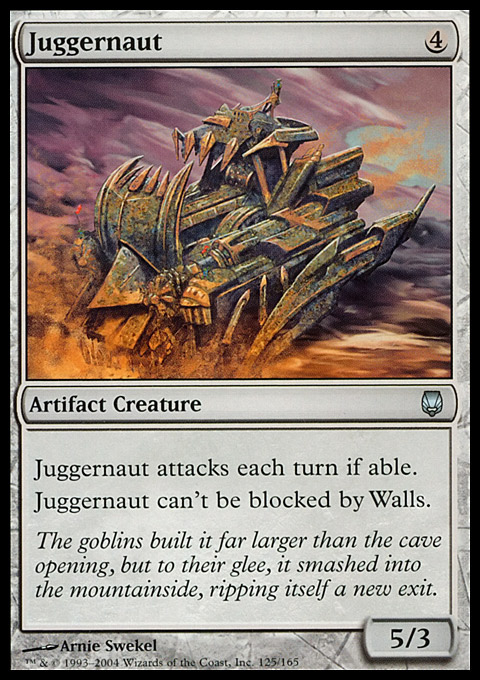 Juggernaut 4
Artifact Creature
Juggernaut attacks each turn if able.
Juggernaut can't be blocked by Walls.
The goblins built it far larger than the cave
opening, but to their glee, it smashed into
the mountainside, ripping itself a new exit.
Arnie Swekel
5/3
™ & © 1993–2004 Wizards of the Coast, Inc. 125/165